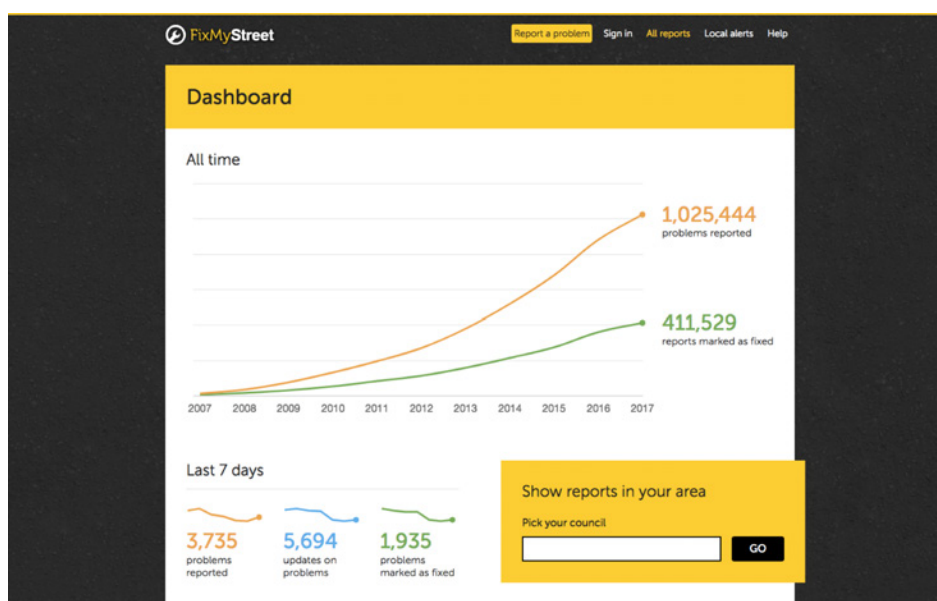 FixMyStreet
Report a problem Sign in All reports Local alerts Help
Dashboard
All time
1,025,444
problems reported
411,529
reports marked as fixed
2007 2008 2009 2010 2011 2012 2013 2014 2015 2016 2017
Last 7 days
3,735
problems
reported
5,694
updates on
problems
1,935
problems
marked as fixed
Show reports in your area
Pick your council
GO